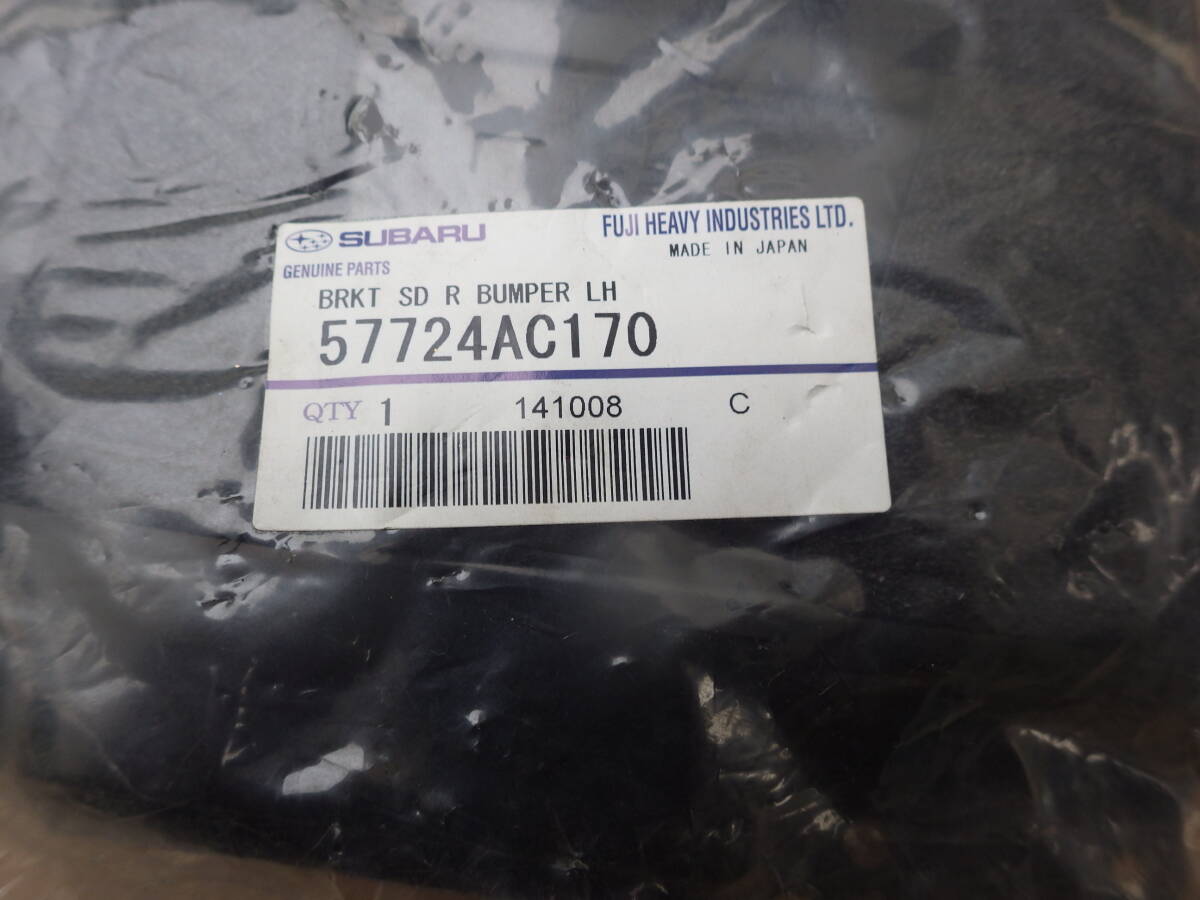 SUBARU
FUJI HEAVY INDUSTRIES LTD.
MADE IN JAPAN
GENUINE PARTS
BRKT SD R BUMPER LH
57724AC170
QTY 1 141008 C